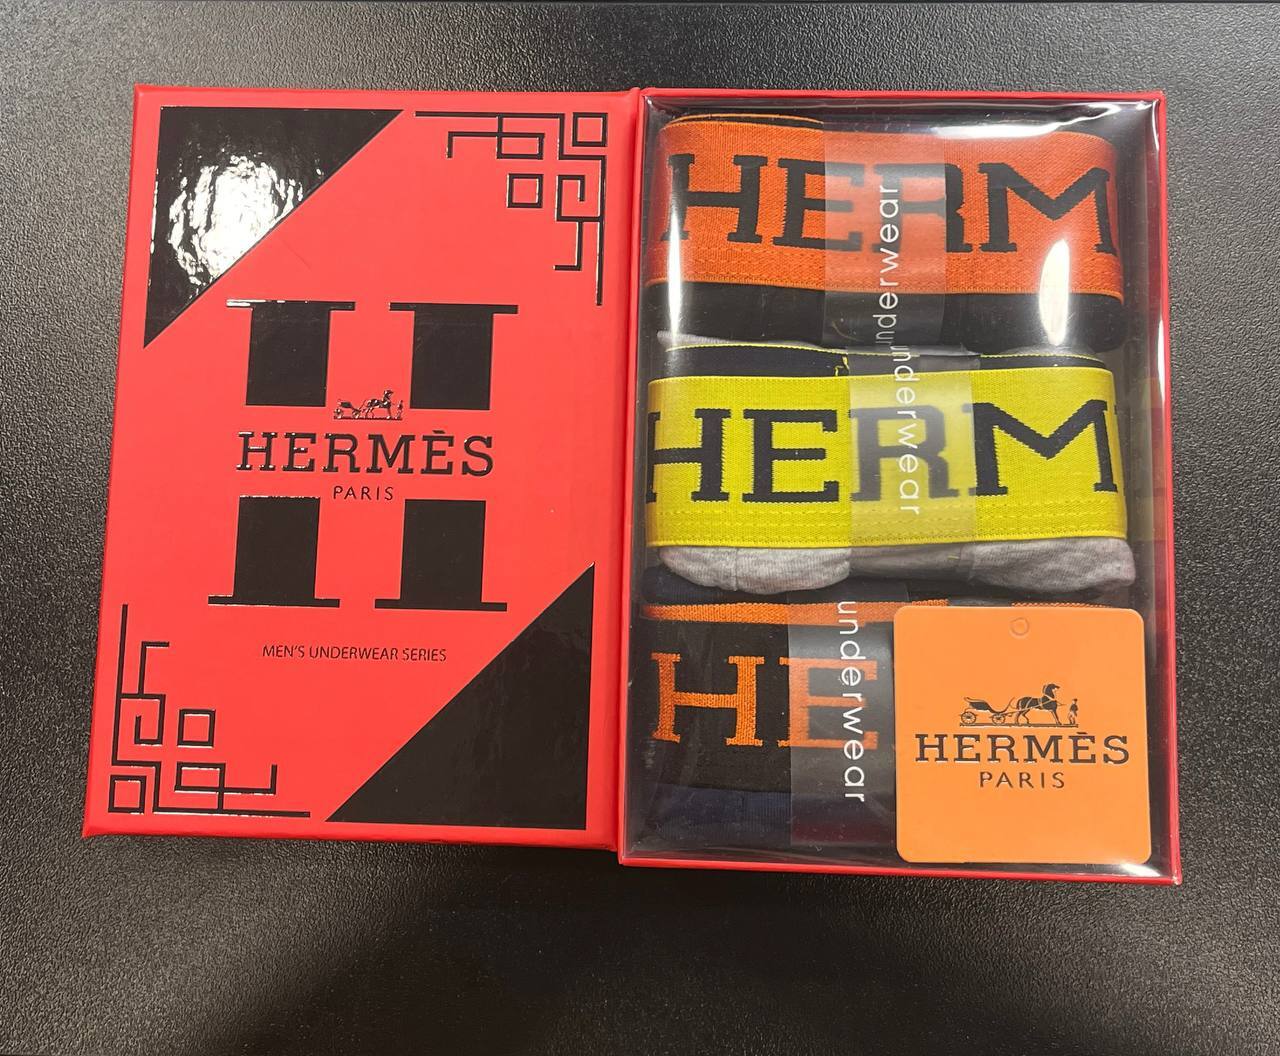 HERMÈS
PARIS
MEN'S UNDERWEAR SERIES
HERM
underwear
HERM
underwear
HE
underwear
HERMÈS
PARIS